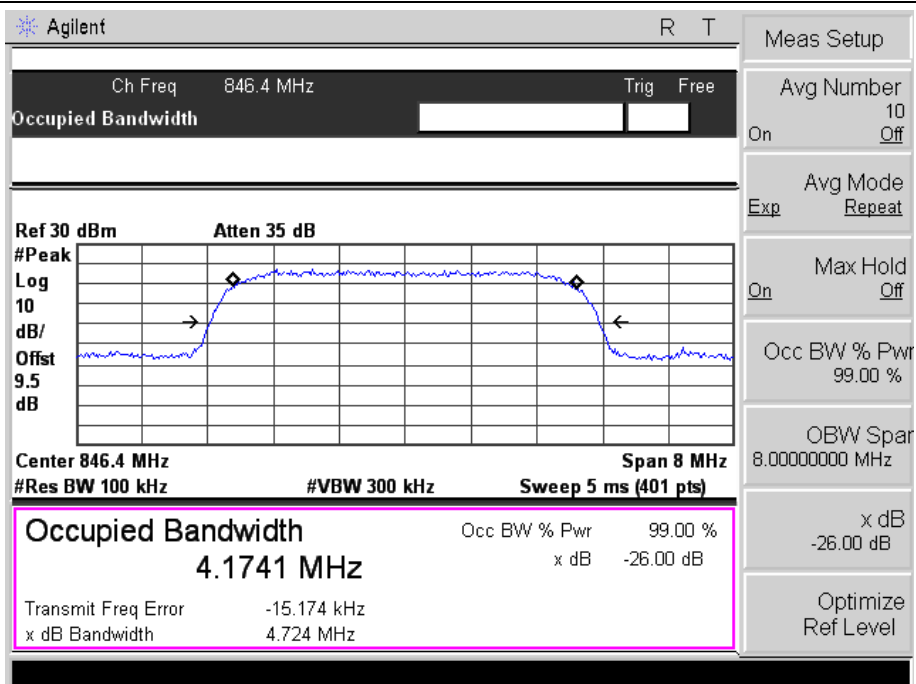 Agilent R T
Ch Freq 846.4 MHz Trig Free
Occupied Bandwidth
Ref 30 dBm Atten 35 dB
#Peak
Log
10
dB/
Offst
9.5
dB
Center 846.4 MHz Span 8 MHz
#Res BW 100 kHz #VBW 300 kHz Sweep 5 ms (401 pts)
Occupied Bandwidth
4.1741 MHz
Occ BW % Pwr 99.00 %
x dB -26.00 dB
Transmit Freq Error -15.174 kHz
x dB Bandwidth 4.724 MHz
Meas Setup
Avg Number
10
On Off
Avg Mode
Exp Repeat
Max Hold
On Off
Occ BW % Pwr
99.00 %
OBW Span
8.00000000 MHz
x dB
-26.00 dB
Optimize
Ref Level